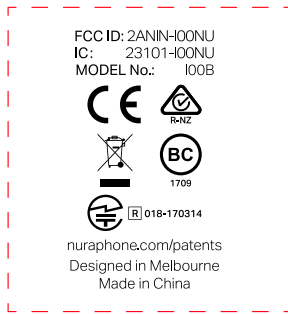 FCC ID: 2ANIN-I00NU
IC: 23101-I00NU
MODEL No.: I00B
CE
R-NZ
BC
1709
R 018-170314
nuraphone.com/patents
Designed in Melbourne
Made in China